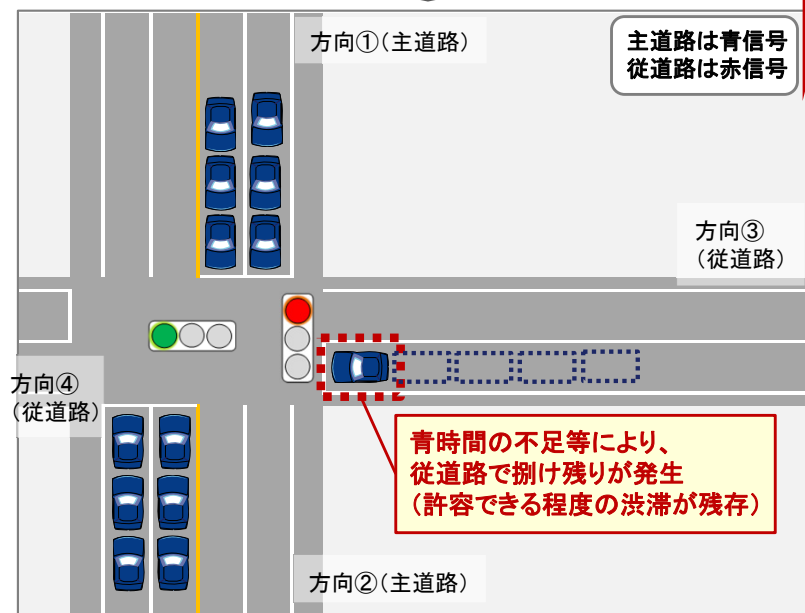 方向①(主道路)
主道路は青信号
従道路は赤信号
方向③
(従道路)
方向④
(従道路)
青時間の不足等により、
従道路で捌け残りが発生
(許容できる程度の渋滞が残存)
方向②(主道路)